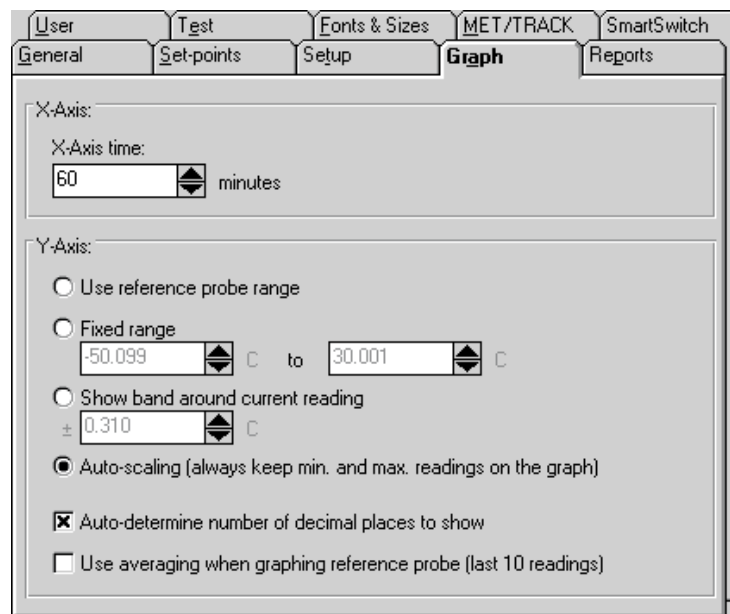 User Test Fonts & Sizes MET/TRACK SmartSwitch
General Set-points Setup Graph Reports
X-Axis:
X-Axis time:
60 minutes
Y-Axis:
Use reference probe range
Fixed range
-50.099 C to 30.001 C
Show band around current reading
± 0.310 C
Auto-scaling (always keep min. and max. readings on the graph)
Auto-determine number of decimal places to show
Use averaging when graphing reference probe (last 10 readings)